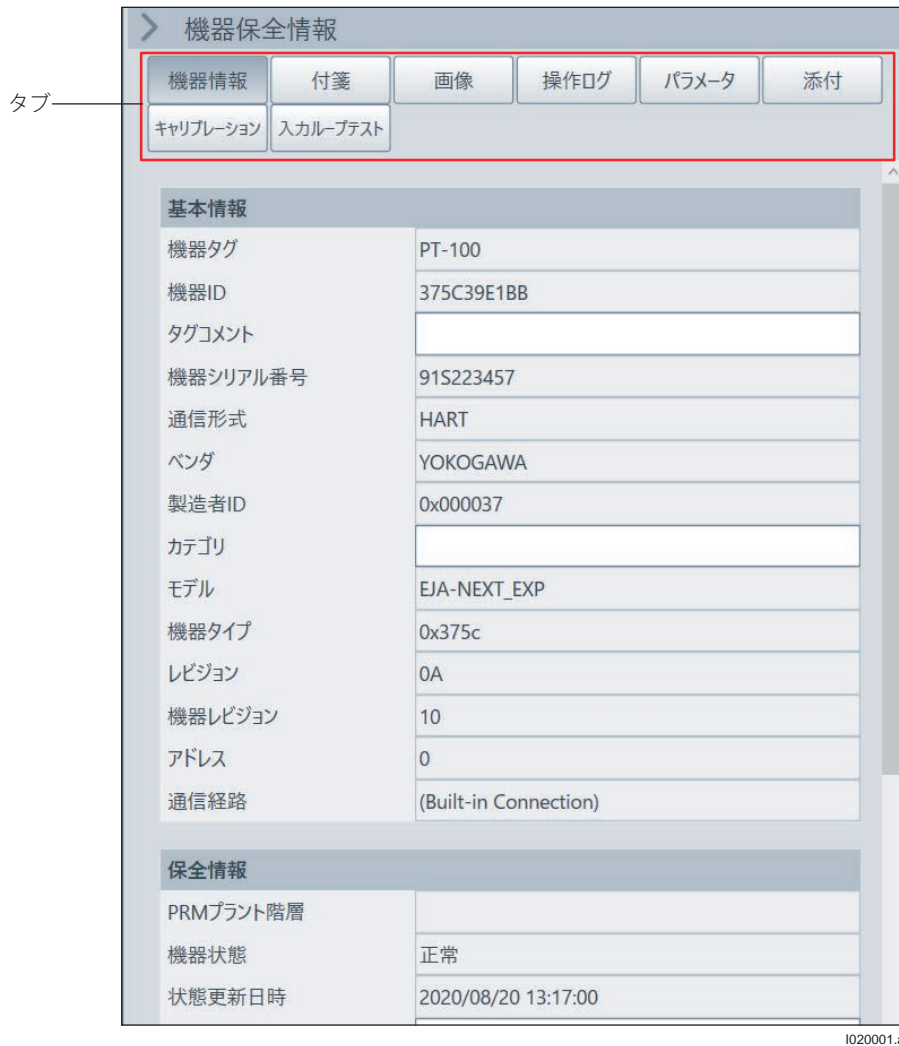 機器保全情報
機器情報 付箋 画像 操作ログ パラメータ 添付
タブ
キャリブレーション 入力ループテスト
基本情報
機器タグ PT-100
機器ID 375C39E1BB
タグコメント
機器シリアル番号 91S223457
通信形式 HART
ベンダ YOKOGAWA
製造者ID 0x000037
カテゴリ
モデル EJA-NEXT_EXP
機器タイプ 0x375c
レビジョン 0A
機器レビジョン 10
アドレス 0
通信経路 (Built-in Connection)
保全情報
PRMプラント階層
機器状態 正常
状態更新日時 2020/08/20 13:17:00
I020001.a